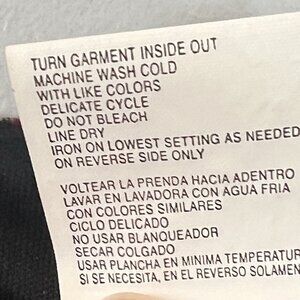 TURN GARMENT INSIDE OUT
MACHINE WASH COLD
WITH LIKE COLORS
DELICATE CYCLE
DO NOT BLEACH
LINE DRY
IRON ON LOWEST SETTING AS NEEDED
ON REVERSE SIDE ONLY
VOLTEAR LA PRENDA HACIA ADENTRO
LAVAR EN LAVADORA CON AGUA FRIA
CON COLORES SIMILARES
CICLO DELICADO
NO USAR BLANQUEADOR
SECAR COLGADO
USAR PLANCHA EN MINIMA TEMPERATUR
SI SE NECESITA, EN EL REVERSO SOLAMEN